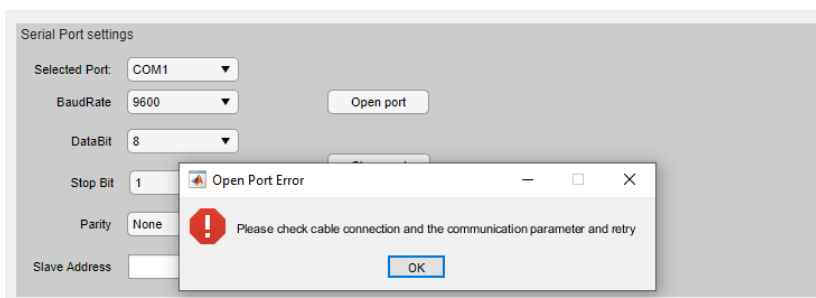 Serial Port settings
Selected Port: COM1
BaudRate 9600 Open port
DataBit 8
Open Port Error
Stop Bit 1
Parity None Please check cable connection and the communication parameter and retry
Slave Address OK